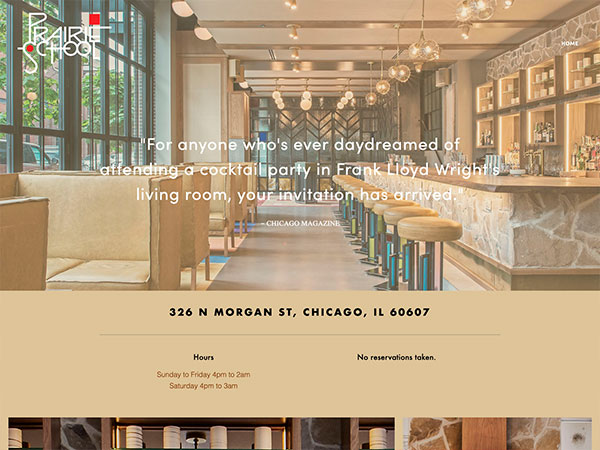 PRAIRIE
SCHOOL
HOME
"For anyone who's ever daydreamed of
attending a cocktail party in Frank Lloyd Wright's
living room, your invitation has arrived."
– CHICAGO MAGAZINE
326 N MORGAN ST, CHICAGO, IL 60607
Hours
No reservations taken.
Sunday to Friday 4pm to 2am
Saturday 4pm to 3am